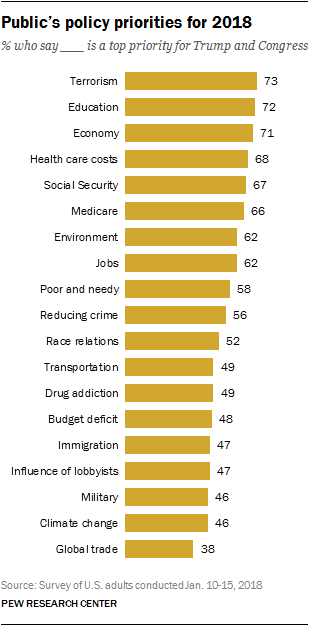 Public's policy priorities for 2018
% who say ___ is a top priority for Trump and Congress
Terrorism 73
Education 72
Economy 71
Health care costs 68
Social Security 67
Medicare 66
Environment 62
Jobs 62
Poor and needy 58
Reducing crime 56
Race relations 52
Transportation 49
Drug addiction 49
Budget deficit 48
Immigration 47
Influence of lobbyists 47
Military 46
Climate change 46
Global trade 38
Source: Survey of U.S. adults conducted Jan. 10-15, 2018
PEW RESEARCH CENTER